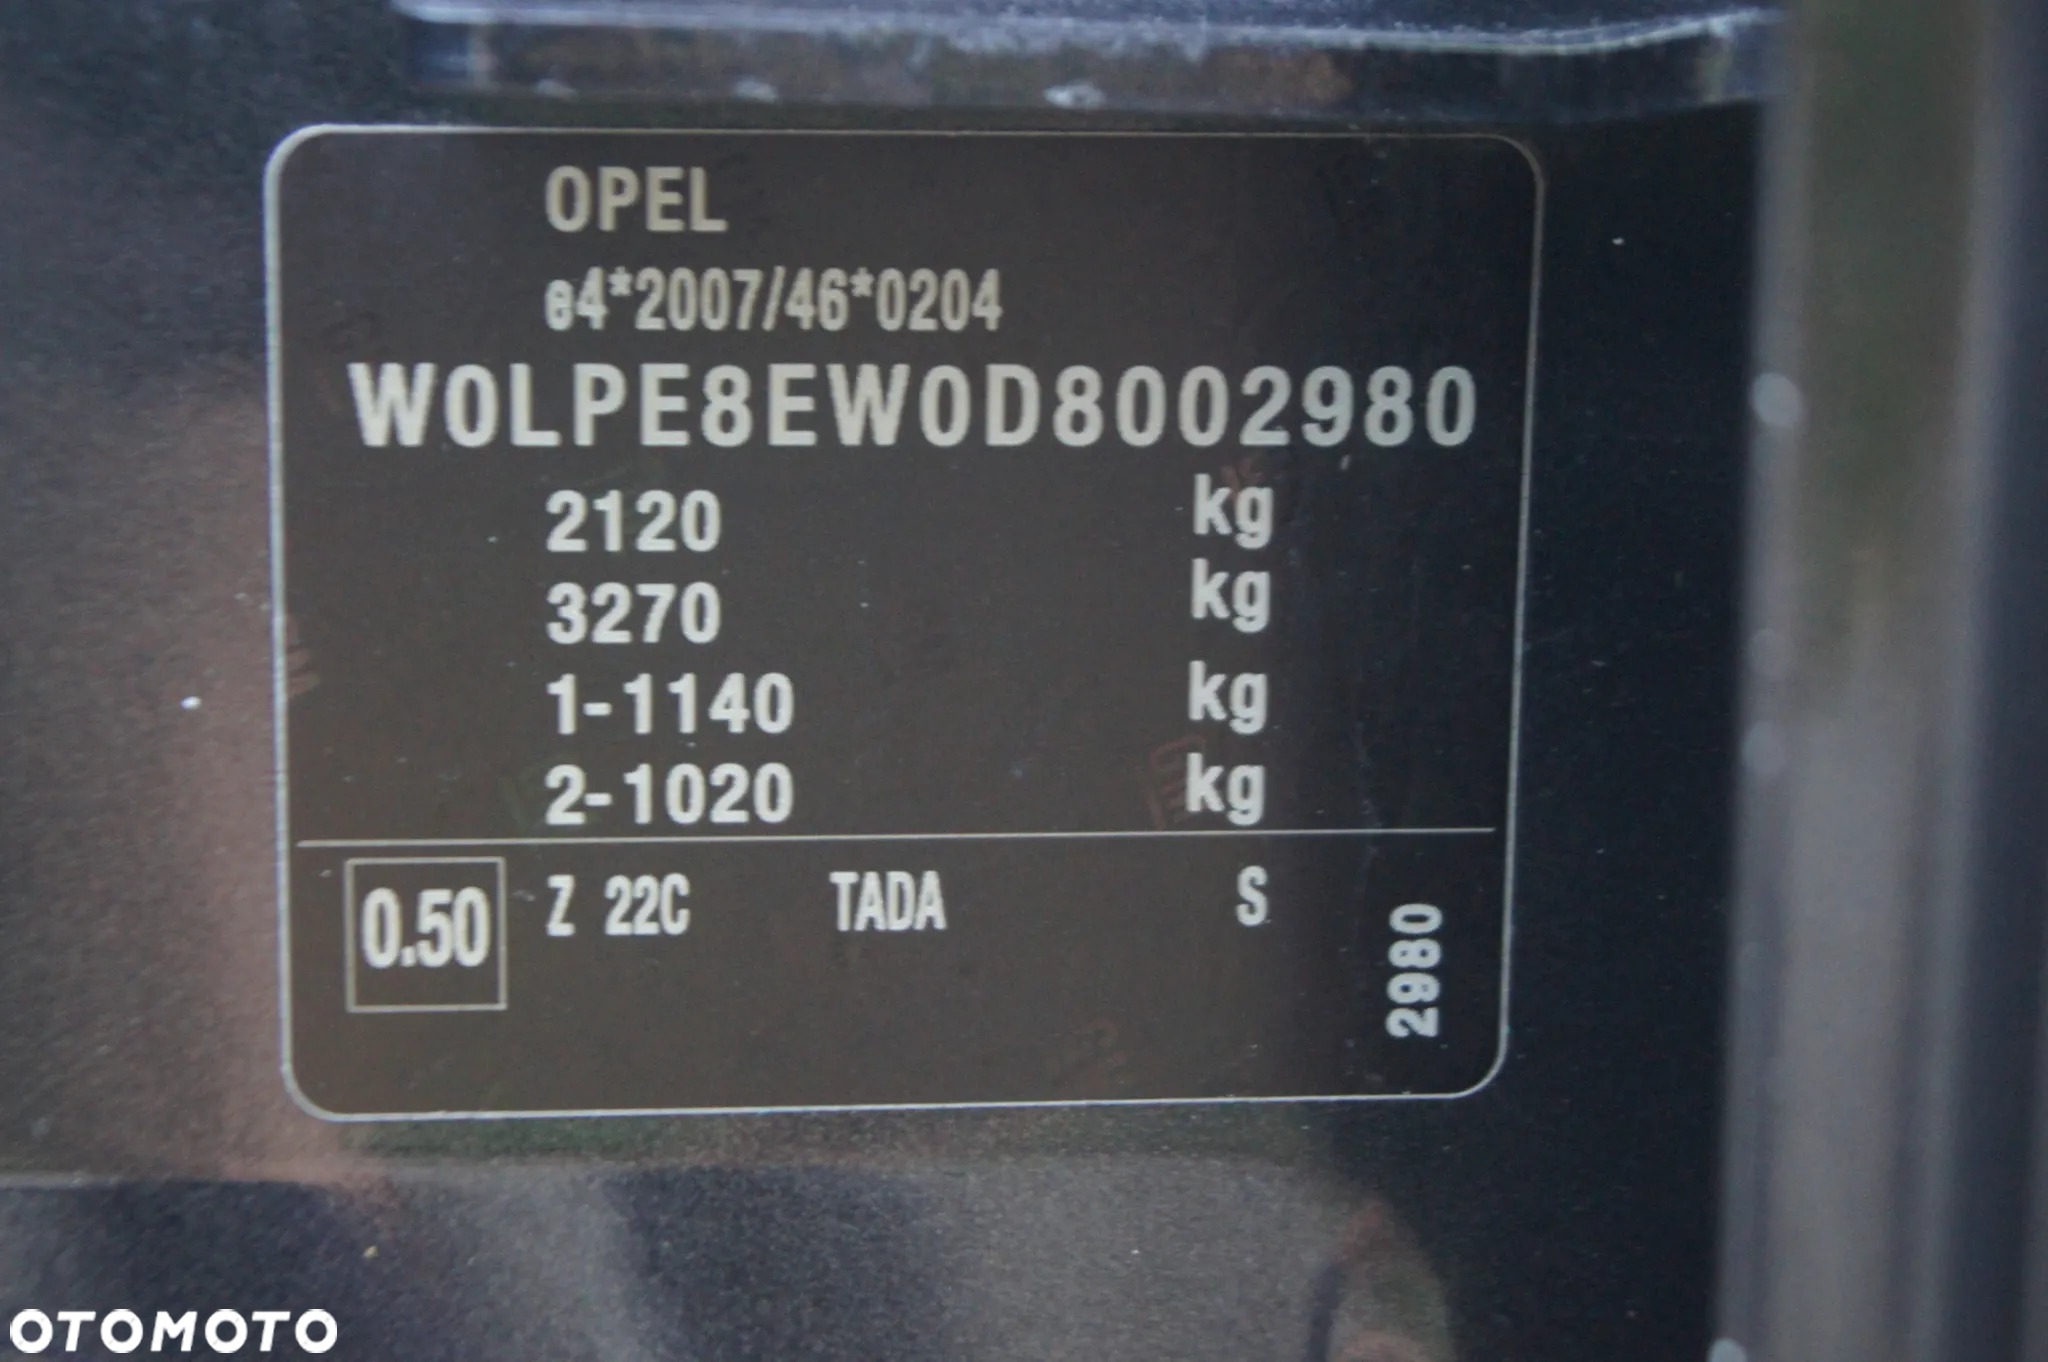 OPEL
e4*2007/46*0204
W0LPE8EW0D8002980
2120 kg
3270 kg
1-1140 kg
2-1020 kg
0.50 Z 22C TADA S
2980
OTOMOTO